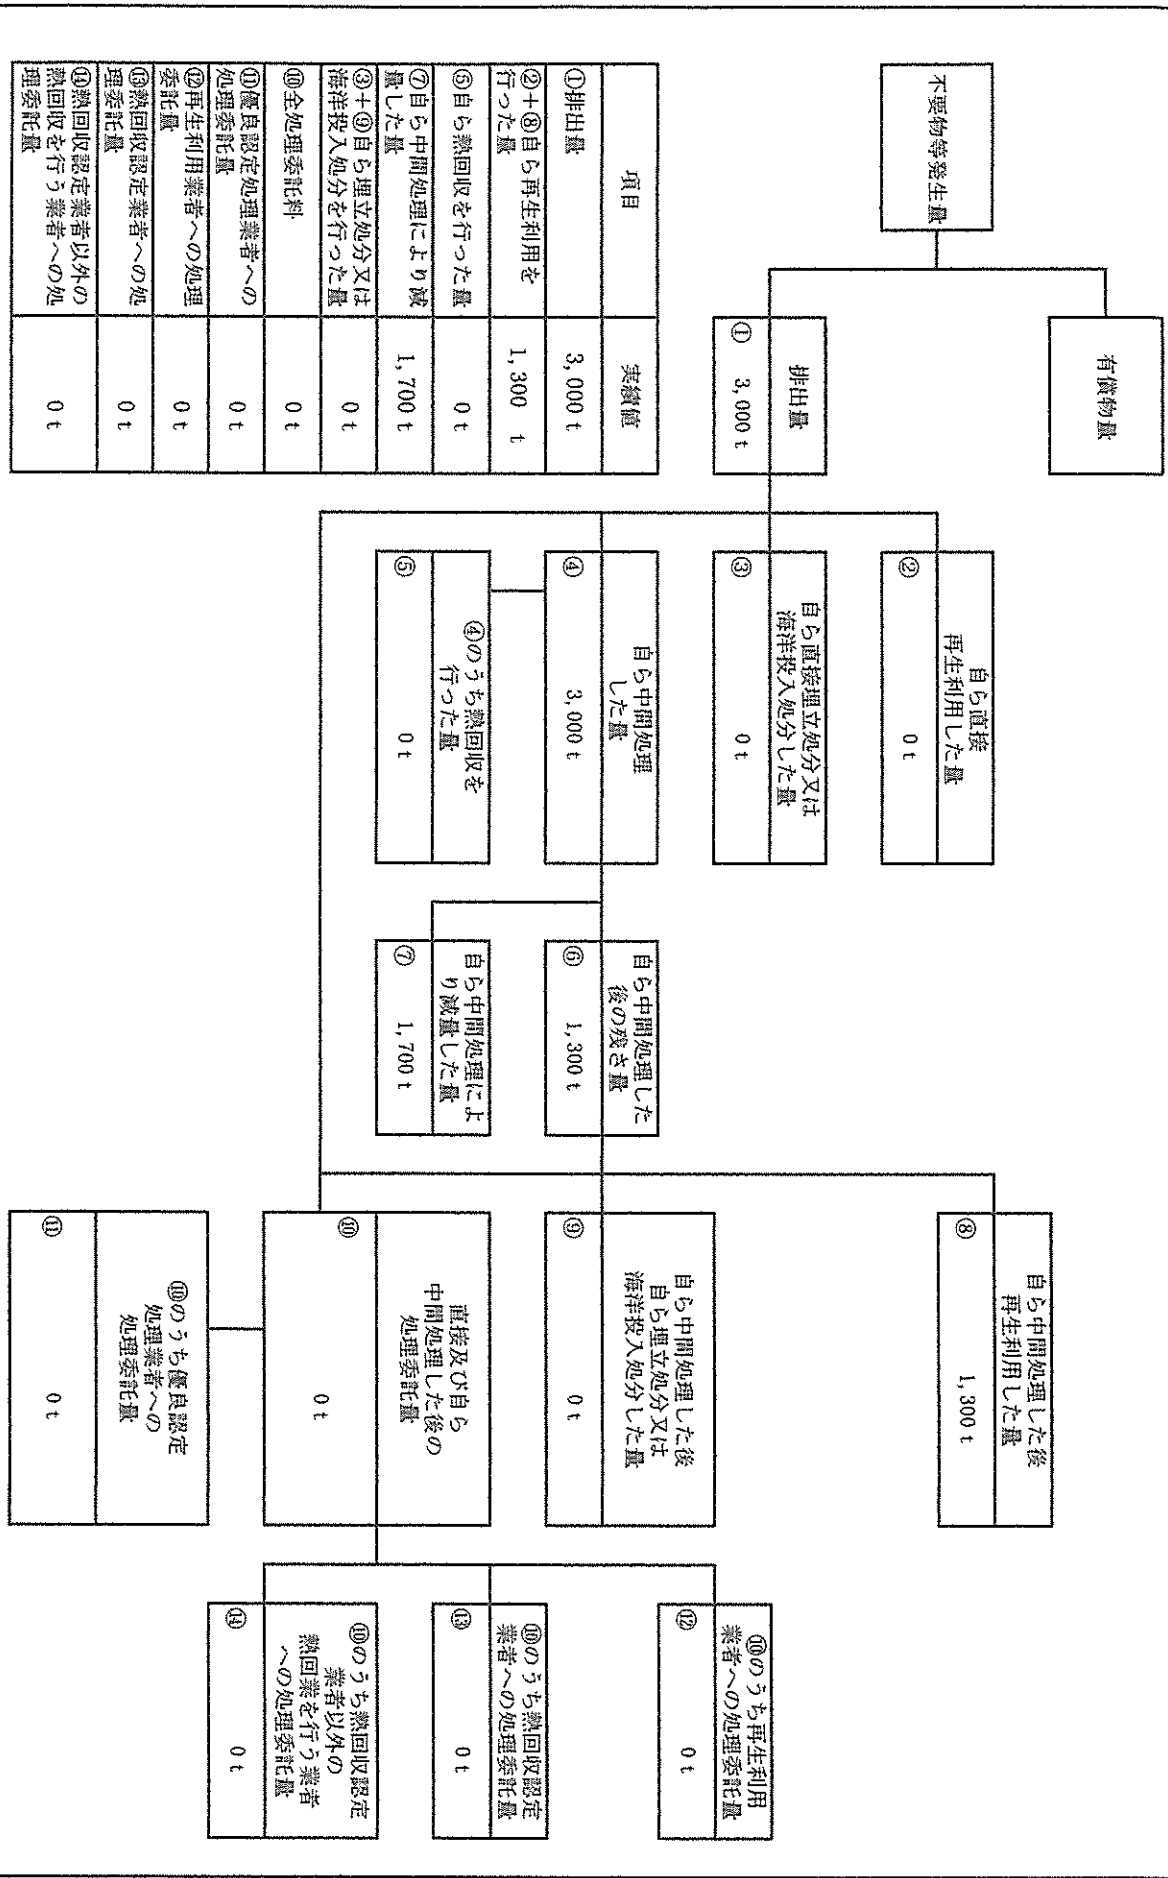 不要物等発生量
有償物量
排出量
① 3,000 t
自ら直接
再生利用した量
② 0 t
自ら直接埋立処分又は
海洋投入処分した量
③ 0 t
自ら中間処理
した量
④ 3,000 t
④のうち熱回収を
行った量
⑤ 0 t
自ら中間処理した
後の残さ量
⑥ 1,300 t
自ら中間処理によ
り減量した量
⑦ 1,700 t
自ら中間処理した後
再生利用した量
⑧ 1,300 t
自ら中間処理した後
自ら埋立処分又は
海洋投入処分した量
⑨ 0 t
直接及び自ら
中間処理した後の
処理委託量
⑩ 0 t
⑩のうち優良認定
処理業者への
処理委託量
⑪ 0 t
⑩のうち再生利用
業者への処理委託量
⑫ 0 t
⑩のうち熱回収認定
業者への処理委託量
⑬ 0 t
⑩のうち熱回収認定
業者以外の
熱回業を行う業者
への処理委託量
⑭ 0 t
項目 実績値
①排出量 3,000 t
②+⑧自ら再生利用を
行った量 1,300 t
⑤自ら熱回収を行った量 0 t
⑦自ら中間処理により減
量した量 1,700 t
③+⑨自ら埋立処分又は
海洋投入処分を行った量 0 t
⑩全処理委託料 0 t
⑪優良認定処理業者への
処理委託量 0 t
⑫再生利用業者への処理
委託量 0 t
⑬熱回収認定業者への処
理委託量 0 t
⑭熱回収認定業者以外の
熱回収を行う業者への処
理委託量 0 t